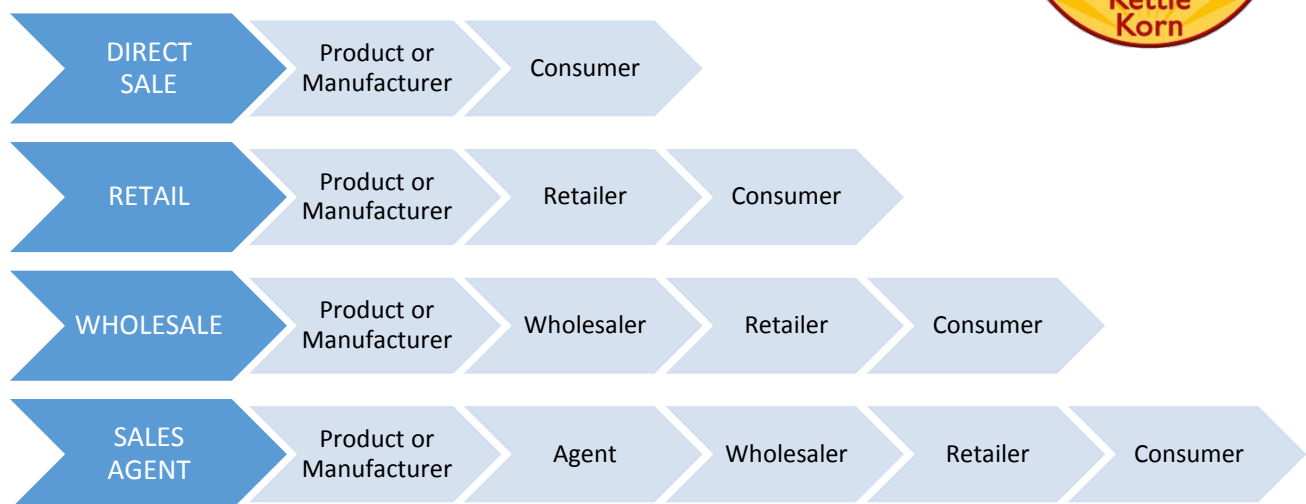 Kettle
Korn
DIRECT
SALE
Product or
Manufacturer
Consumer
RETAIL
Product or
Manufacturer
Retailer
Consumer
WHOLESALE
Product or
Manufacturer
Wholesaler
Retailer
Consumer
SALES
AGENT
Product or
Manufacturer
Agent
Wholesaler
Retailer
Consumer